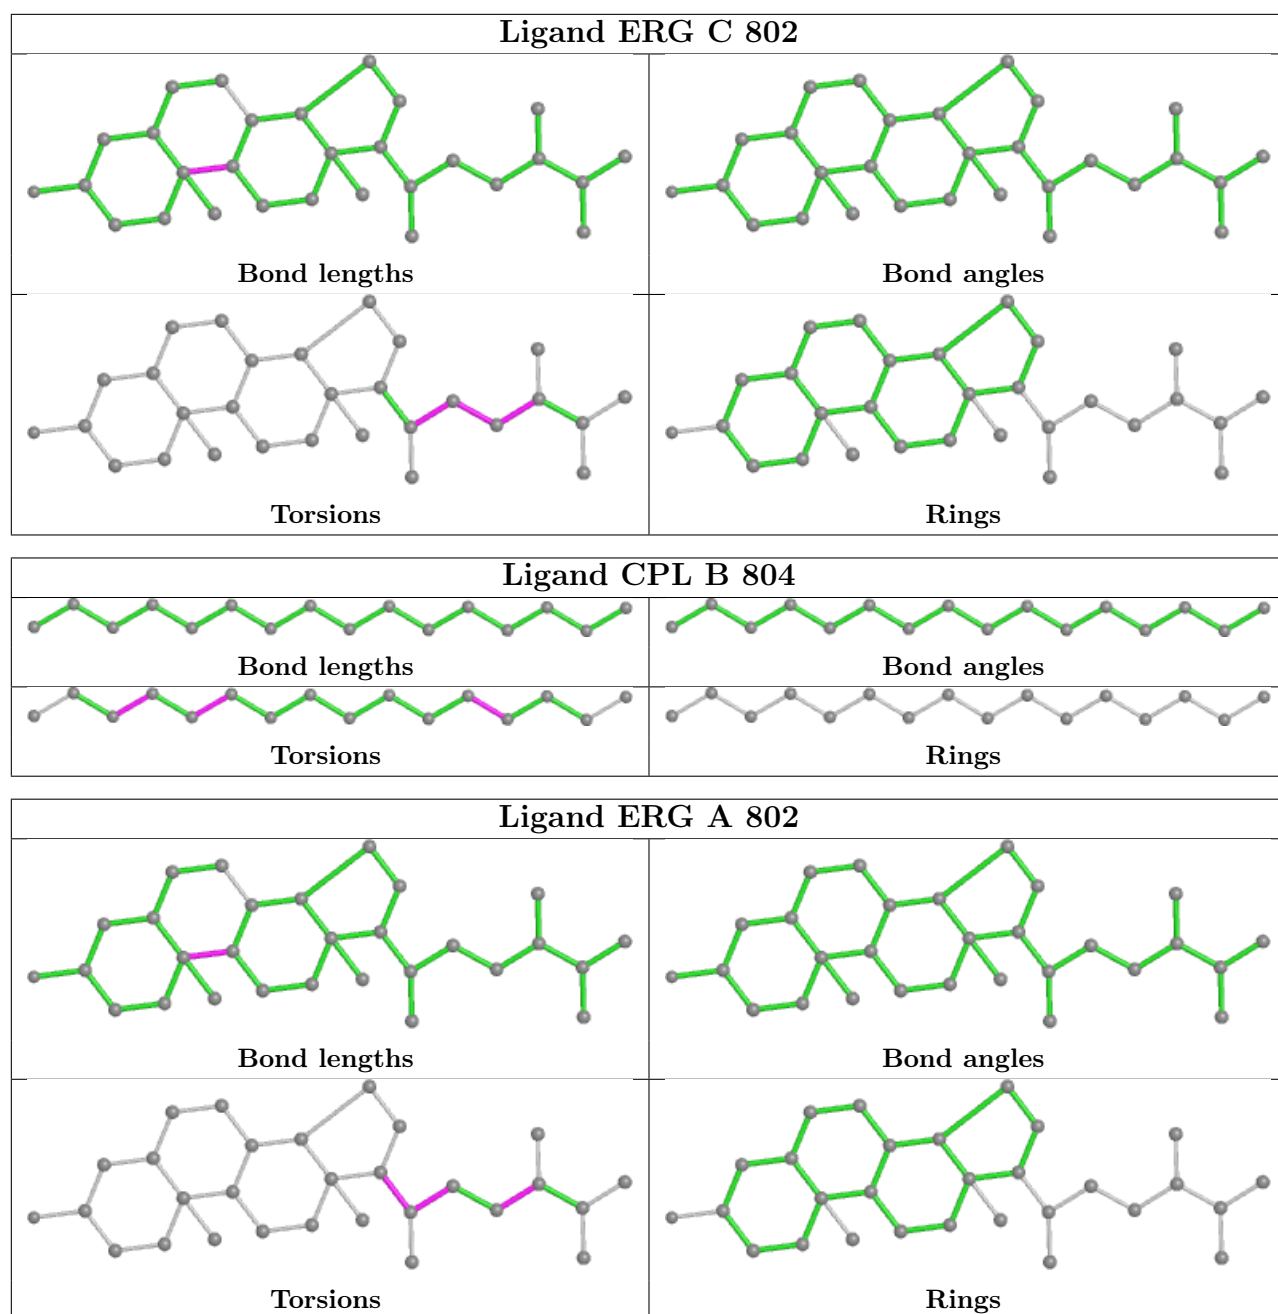 Ligand ERG C 802
Bond lengths
Bond angles
Torsions
Rings
Ligand CPL B 804
Bond lengths
Bond angles
Torsions
Rings
Ligand ERG A 802
Bond lengths
Bond angles
Torsions
Rings